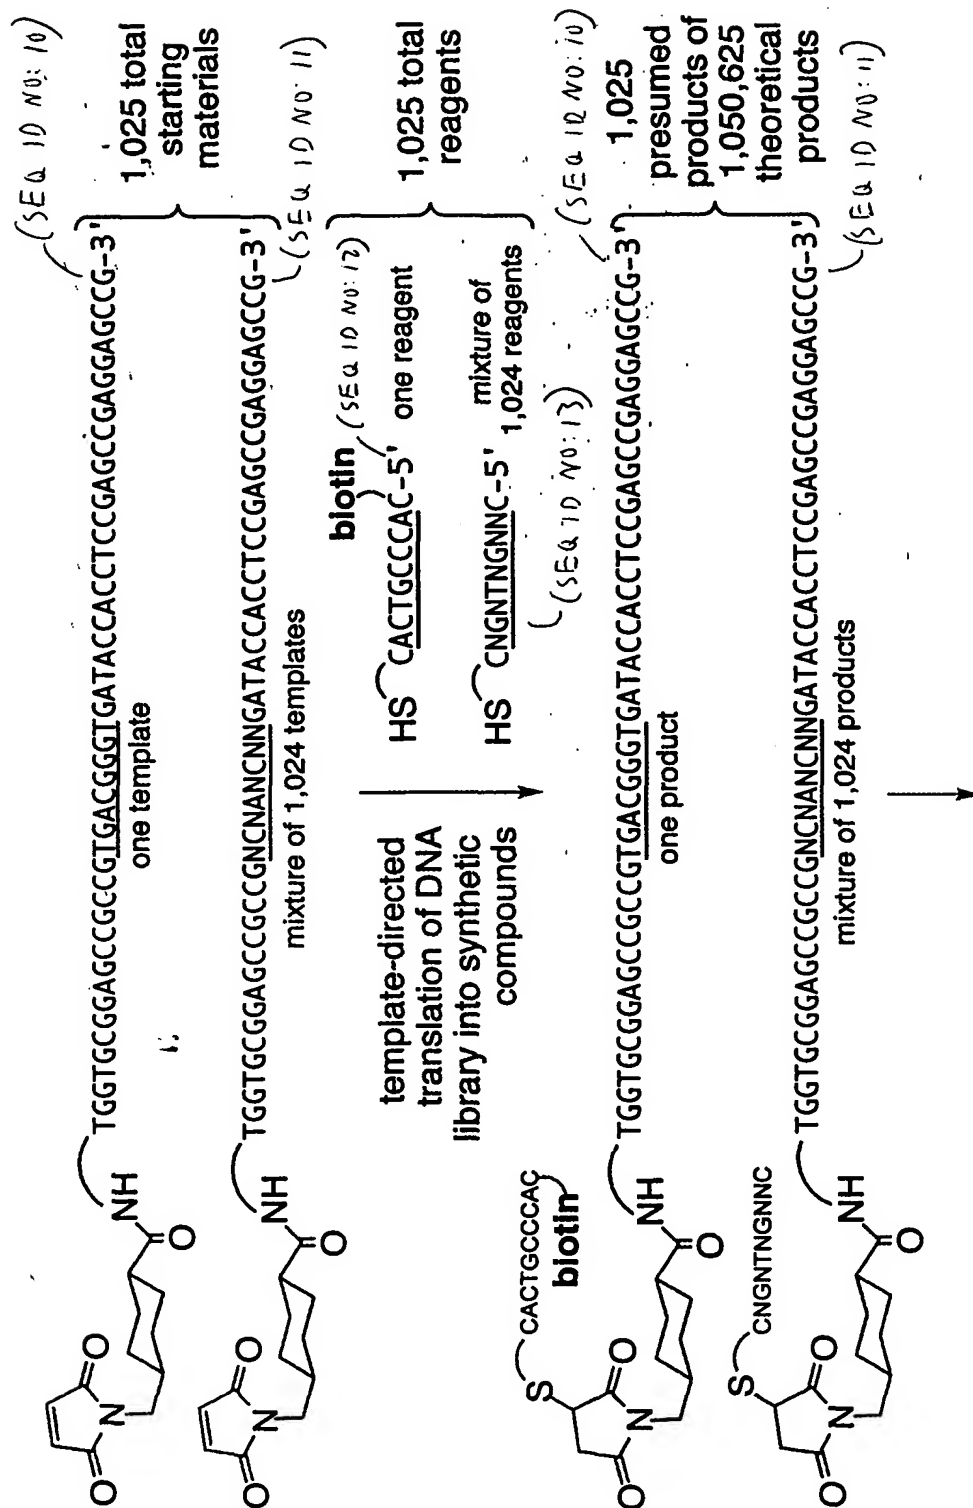 (SEQ ID NO: 10)
TGGTGCGGAGCCGCCGTGACGGGTGATACCACCTCCGAGCCGAGGAGCCG-3'
one template
NH
O
O
N
O
1,025 total
starting
materials
TGGTGCGGAGCCGCCGNCNANCNNGATACCACCTCCGAGCCGAGGAGCCG-3'
mixture of 1,024 templates
(SEQ ID NO: 11)
NH
O
O
N
O
template-directed
translation of DNA
library into synthetic
compounds
biotin
(SEQ ID NO: 12)
HS CACTGCCCAC-5'
one reagent
HS CNGNTNGNNC-5'
mixture of
1,024 reagents
(SEQ ID NO: 13)
1,025 total
reagents
(SEQ ID NO: 10)
CACTGCCCAC
biotin
S
TGGTGCGGAGCCGCCGTGACGGGTGATACCACCTCCGAGCCGAGGAGCCG-3'
one product
NH
O
O
N
O
1,025
presumed
products of
1,050,625
theoretical
products
CNGNTNGNNC
S
TGGTGCGGAGCCGCCGNCNANCNNGATACCACCTCCGAGCCGAGGAGCCG-3'
mixture of 1,024 products
(SEQ ID NO: 11)
NH
O
O
N
O